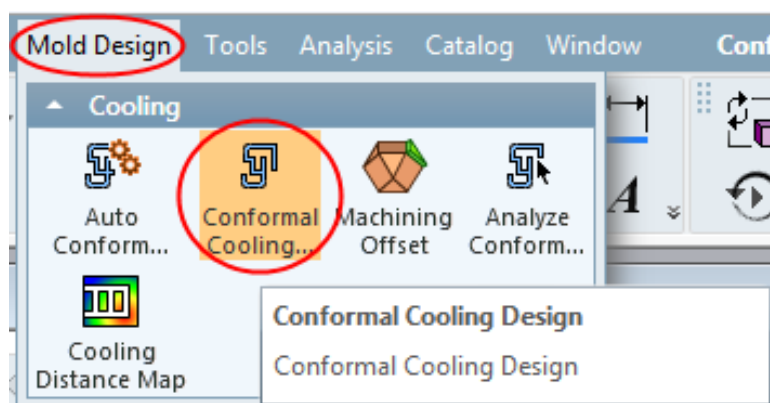 Mold Design Tools Analysis Catalog Window Conf
Cooling
Auto Conform...
Conformal Cooling...
Machining Offset
Analyze Conform...
A
Cooling Distance Map
Conformal Cooling Design
Conformal Cooling Design